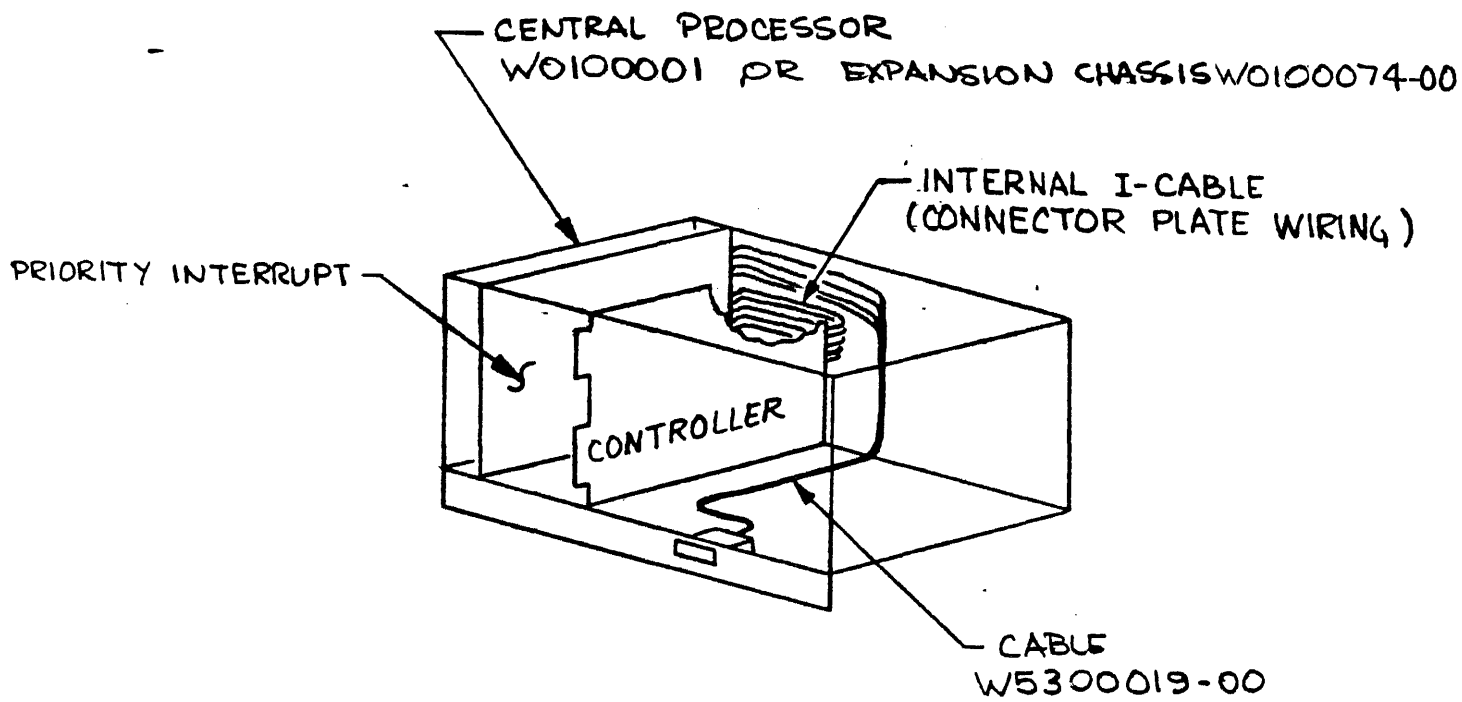 CENTRAL PROCESSOR
W0100001 OR EXPANSION CHASSIS W0100074-00
INTERNAL I-CABLE
(CONNECTOR PLATE WIRING)
PRIORITY INTERRUPT
CONTROLLER
CABLE
W5300019-00